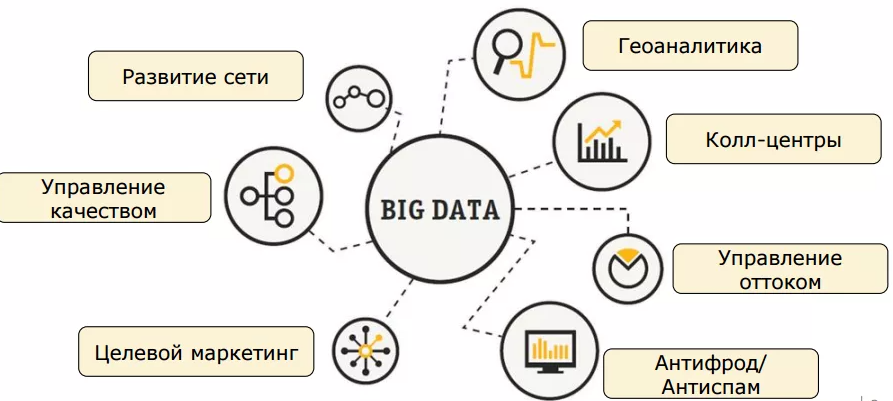 Геоаналитика
Развитие сети
Колл-центры
Управление
качеством
BIG DATA
Управление
оттоком
Целевой маркетинг
Антифрод/
Антиспам